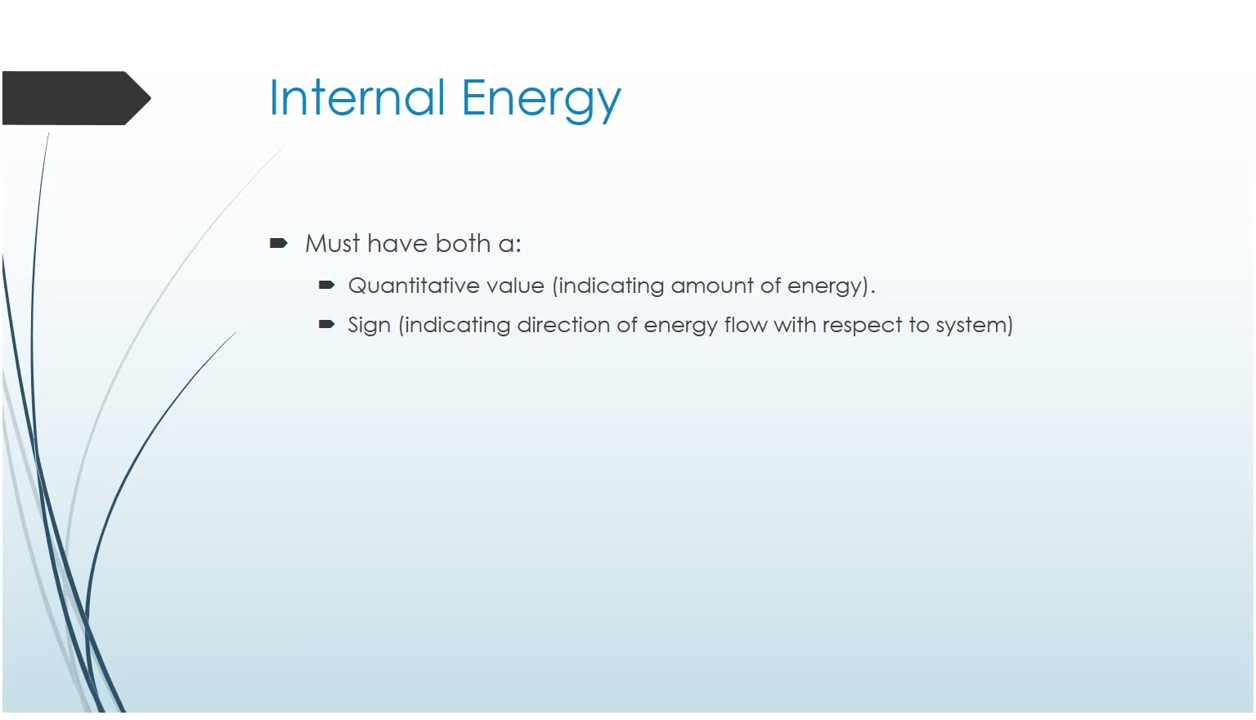 Internal Energy
Must have both a:
Quantitative value (indicating amount of energy).
Sign (indicating direction of energy flow with respect to system)